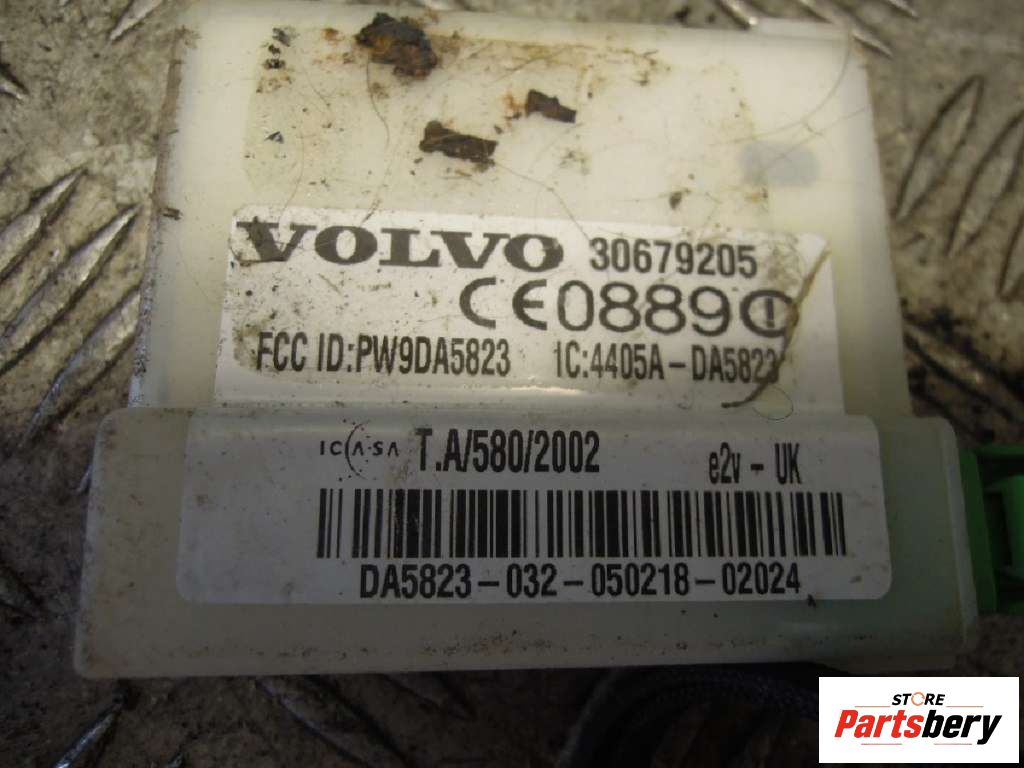 VOLVO 30679205
CE0889
FCC ID:PW9DA5823 1C:4405A-DA5823
ICASA T.A/580/2002 e2v - UK
DA5823-032-050218-02024
STORE
Partsbery